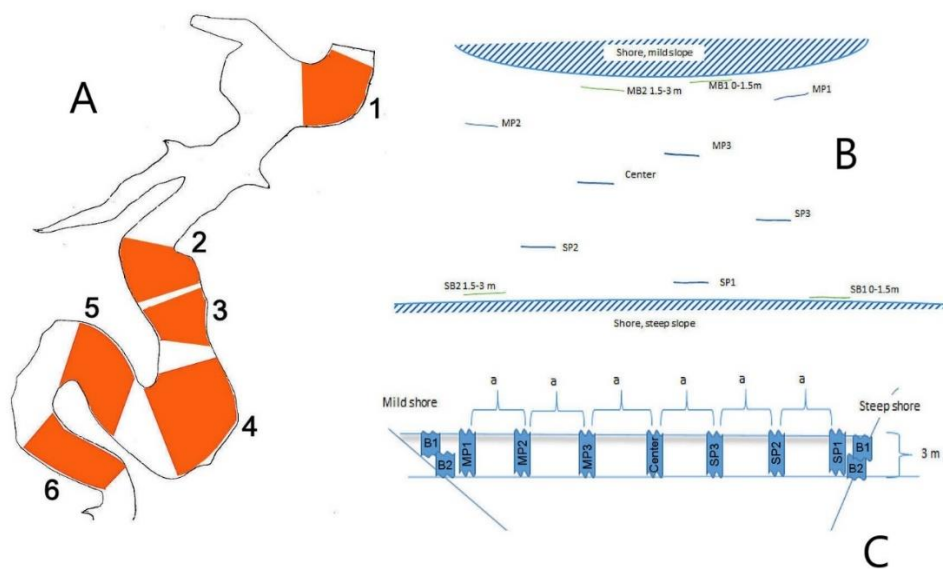 A
1
2
3
4
5
6
Shore, mild slope
MB2 1.5-3 m
MB1 0-1.5m
MP1
MP2
B
MP3
Center
SP3
SP2
SP1
SB2 1.5-3 m
SB1 0-1.5m
Shore, steep slope
a a a a a a
Mild shore
Steep shore
B1 B2 MP1 MP2 MP3 Center SP3 SP2 SP1 B1 B2
3 m
C